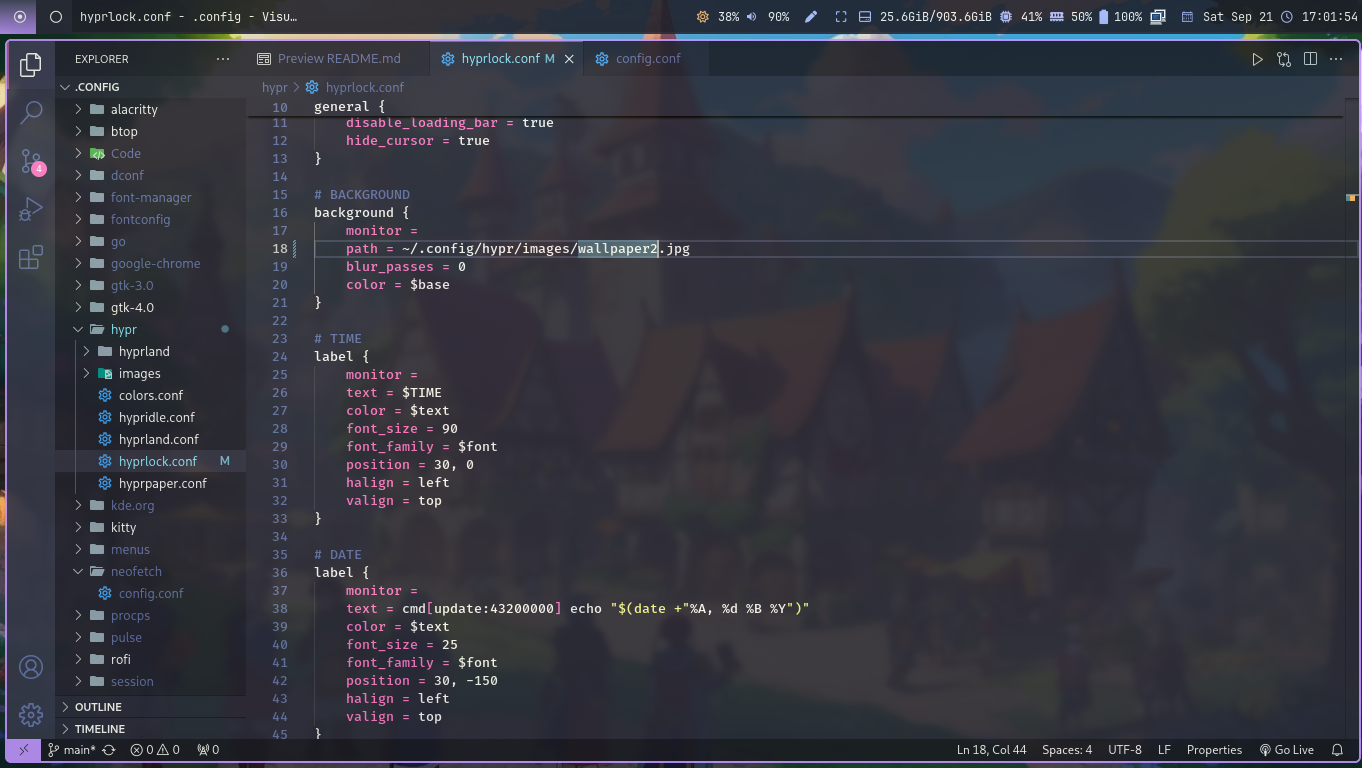 hyprlock.conf - .config - Visu…
38% 90% 25.6GiB/903.6GiB 41% 50% 100% Sat Sep 21 17:01:54
EXPLORER
Preview README.md
hyprlock.conf M
config.conf
.CONFIG
alacritty
btop
Code
dconf
font-manager
fontconfig
go
google-chrome
gtk-3.0
gtk-4.0
hypr
hyprland
images
colors.conf
hypridle.conf
hyprland.conf
hyprlock.conf M
hyprpaper.conf
kde.org
kitty
menus
neofetch
config.conf
procps
pulse
rofi
session
OUTLINE
TIMELINE
4
hypr > hyprlock.conf
10 general {
11 disable_loading_bar = true
12 hide_cursor = true
13 }
14
15 # BACKGROUND
16 background {
17 monitor =
18 path = ~/.config/hypr/images/wallpaper2.jpg
19 blur_passes = 0
20 color = $base
21 }
22
23 # TIME
24 label {
25 monitor =
26 text = $TIME
27 color = $text
28 font_size = 90
29 font_family = $font
30 position = 30, 0
31 halign = left
32 valign = top
33 }
34
35 # DATE
36 label {
37 monitor =
38 text = cmd[update:43200000] echo "$(date +"%A, %d %B %Y")"
39 color = $text
40 font_size = 25
41 font_family = $font
42 position = 30, -150
43 halign = left
44 valign = top
45 }
main* 0 0 0 Ln 18, Col 44 Spaces: 4 UTF-8 LF Properties Go Live